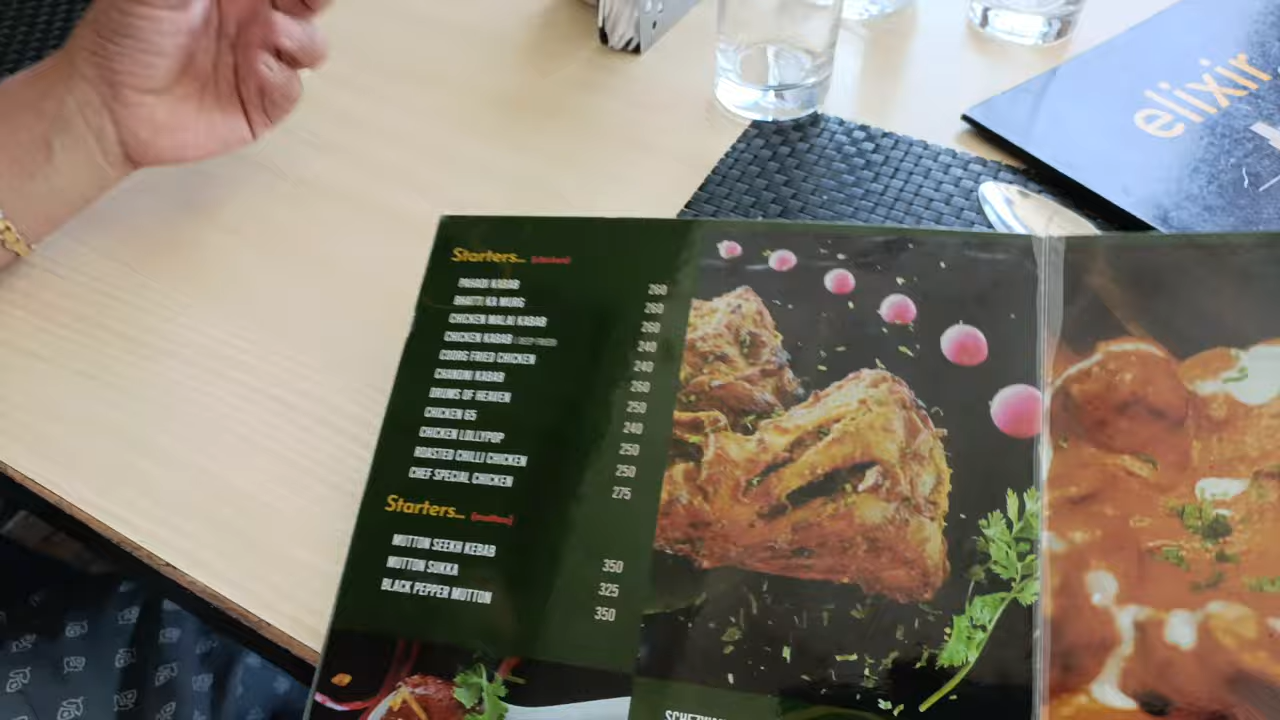 elixir
Starters... (chicken)
PAHADI KABAB 260
BHATTI KA MURG 260
CHICKEN MALAI KABAB 260
CHICKEN KABAB (DEEP FRIED) 240
COORG FRIED CHICKEN 240
CHANDNI KABAB 260
DRUMS OF HEAVEN 250
CHICKEN 65 240
CHICKEN LOLLYPOP 250
ROASTED CHILLI CHICKEN 250
CHEF SPECIAL CHICKEN 275
Starters... (mutton)
MUTTON SEEKH KEBAB 350
MUTTON SUKKA 325
BLACK PEPPER MUTTON 350